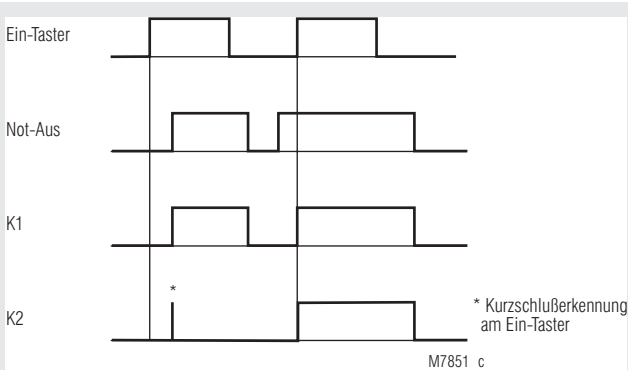 Ein-Taster
Not-Aus
K1
*
K2
* Kurzschlußerkennung
am Ein-Taster
M7851 c